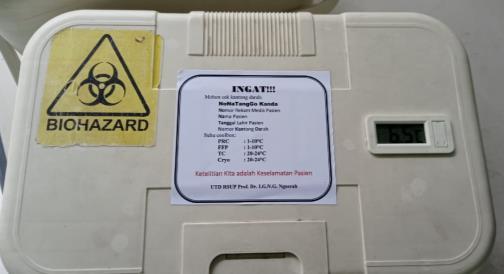 BIOHAZARD
INGAT!!!
Mohon cek kantong darah:
NoNaTangGo Kanda
Nomor Rekam Medis Pasien
Nama Pasien
Tanggal Lahir Pasien
Nomor Kantong Darah
Suhu coolbox:
PRC : 1-10°C
FFP : 1-10°C
TC : 20-24°C
Cryo : 20-24°C
Ketelitian Kita adalah Keselamatan Pasien
UTD RSUP Prof. Dr. I.G.N.G. Ngoerah